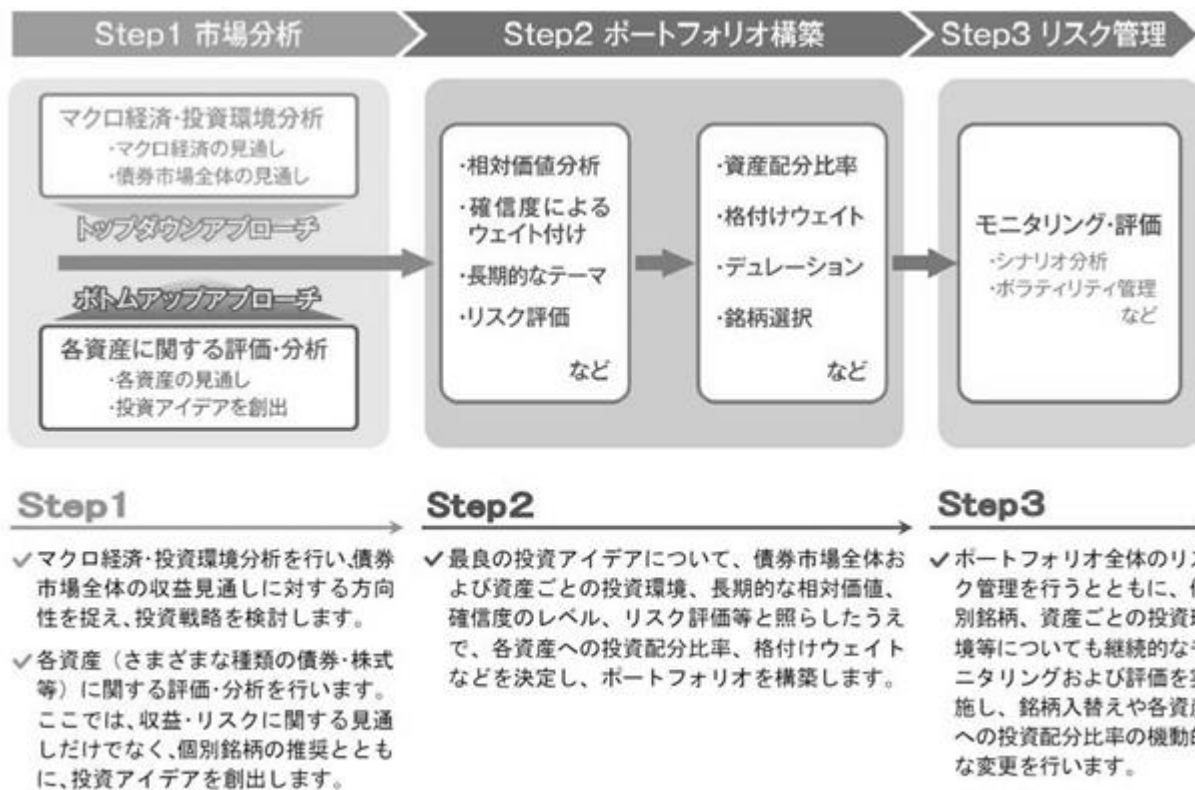 Step1 市場分析
Step2 ポートフォリオ構築
Step3 リスク管理
マクロ経済・投資環境分析
・マクロ経済の見通し
・債券市場全体の見通し
トップダウンアプローチ
ボトムアップアプローチ
各資産に関する評価・分析
・各資産の見通し
・投資アイデアを創出
・相対価値分析
・確信度による
ウェイト付け
・長期的なテーマ
・リスク評価
など
・資産配分比率
・格付けウェイト
・デュレーション
・銘柄選択
など
モニタリング・評価
・シナリオ分析
・ボラティリティ管理
など
Step1
✓マクロ経済・投資環境分析を行い、債券
市場全体の収益見通しに対する方向
性を捉え、投資戦略を検討します。
✓各資産（さまざまな種類の債券・株式
等）に関する評価・分析を行います。
ここでは、収益・リスクに関する見通
しだけでなく、個別銘柄の推奨ととも
に、投資アイデアを創出します。
Step2
✓最良の投資アイデアについて、債券市場全体お
よび資産ごとの投資環境、長期的な相対価値、
確信度のレベル、リスク評価等と照らしたうえ
で、各資産への投資配分比率、格付けウェイト
などを決定し、ポートフォリオを構築します。
Step3
✓ポートフォリオ全体のリス
ク管理を行うとともに、
別銘柄、資産ごとの投資
境等についても継続的な
ニタリングおよび評価を
施し、銘柄入替えや各資
への投資配分比率の機動
な変更を行います。